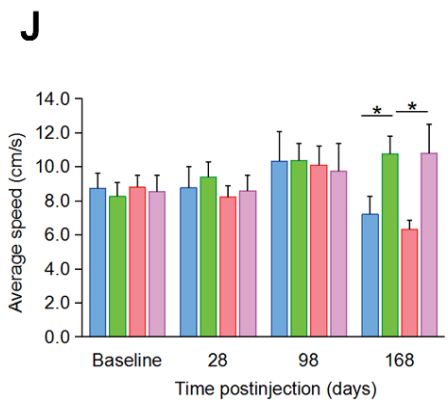 J
Average speed (cm/s)
14.0
12.0
10.0
8.0
6.0
4.0
2.0
0.0
* *
Baseline 28 98 168
Time postinjection (days)